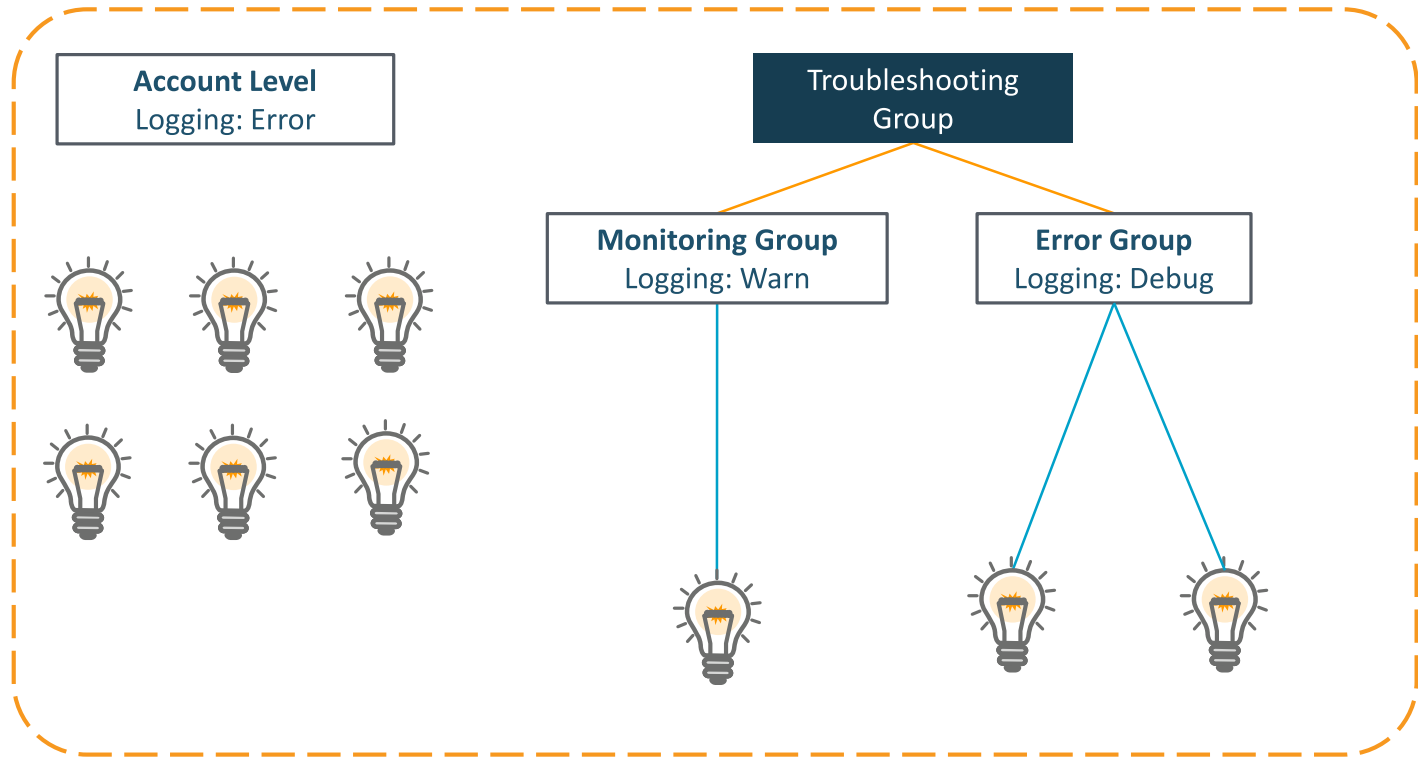 Account Level
Logging: Error
Troubleshooting
Group
Monitoring Group
Logging: Warn
Error Group
Logging: Debug